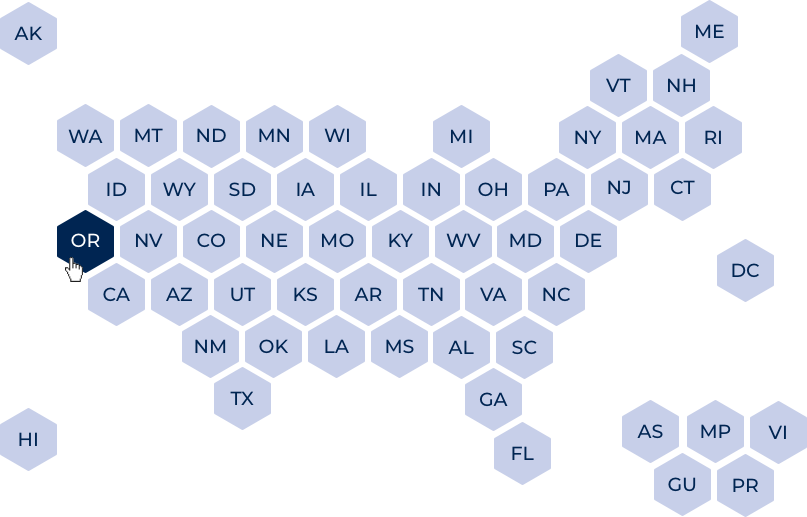 AK
ME
VT NH
WA MT ND MN WI MI NY MA RI
ID WY SD IA IL IN OH PA NJ CT
OR NV CO NE MO KY WV MD DE
DC
CA AZ UT KS AR TN VA NC
NM OK LA MS AL SC
TX GA
HI AS MP VI
FL
GU PR